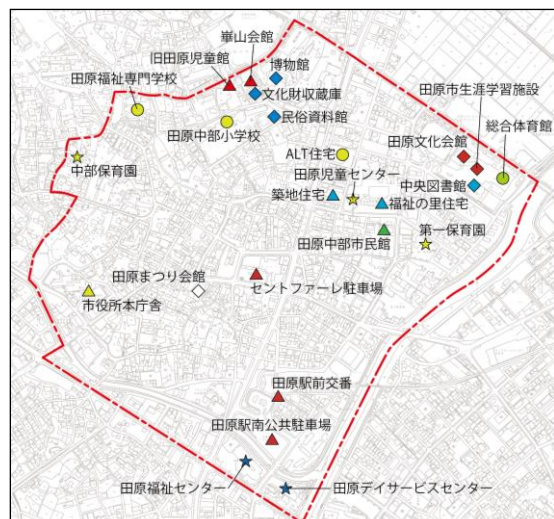 崋山会館
旧田原児童館
博物館
田原福祉専門学校
文化財収蔵庫
田原市生涯学習施設
民俗資料館
田原中部小学校
田原文化会館
総合体育館
ALT住宅
中部保育園
田原児童センター
中央図書館
築地住宅
福祉の里住宅
田原中部市民館
第一保育園
田原まつり会館
セントファーレ駐車場
市役所本庁舎
田原駅前交番
田原駅南公共駐車場
田原福祉センター
田原デイサービスセンター